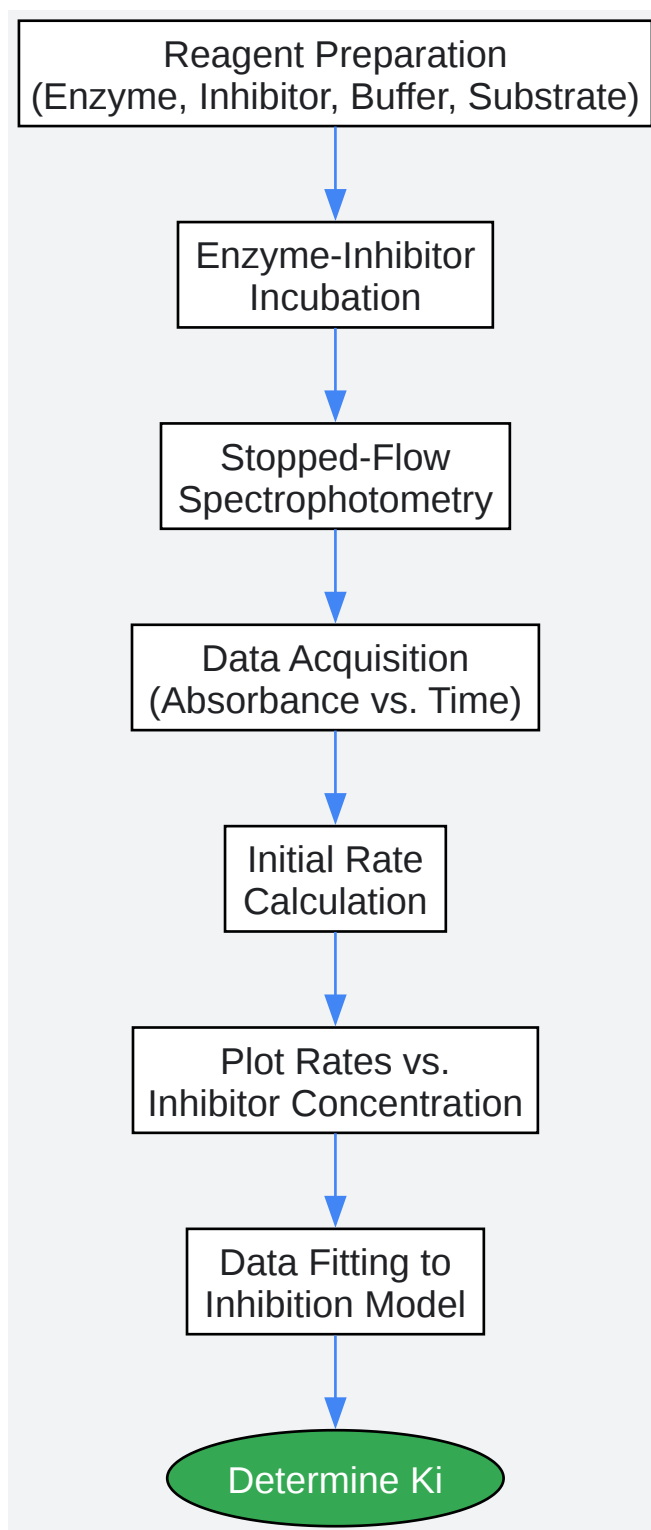 Reagent Preparation
(Enzyme, Inhibitor, Buffer, Substrate)
Enzyme-Inhibitor
Incubation
Stopped-Flow
Spectrophotometry
Data Acquisition
(Absorbance vs. Time)
Initial Rate
Calculation
Plot Rates vs.
Inhibitor Concentration
Data Fitting to
Inhibition Model
Determine Ki